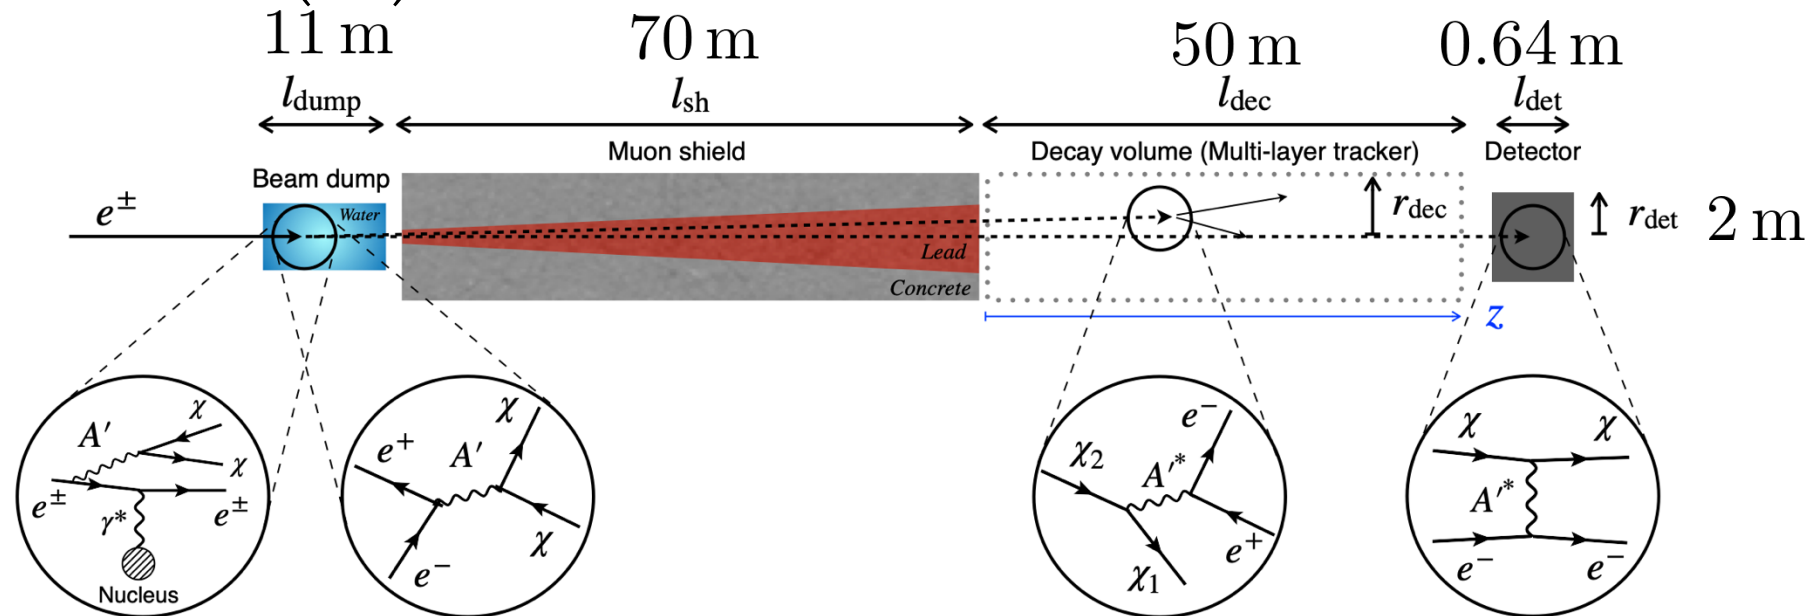 11 m 70 m 50 m 0.64 m
l_dump l_sh l_dec l_det
Muon shield Decay volume (Multi-layer tracker) Detector
Beam dump
e± Water r_dec r_det 2 m
Lead
Concrete
z
A′ χ χ e± e± γ* Nucleus
e⁺ A′ χ χ e⁻
χ₂ A′* e⁻ e⁺ χ₁
χ χ A′* e⁻ e⁻